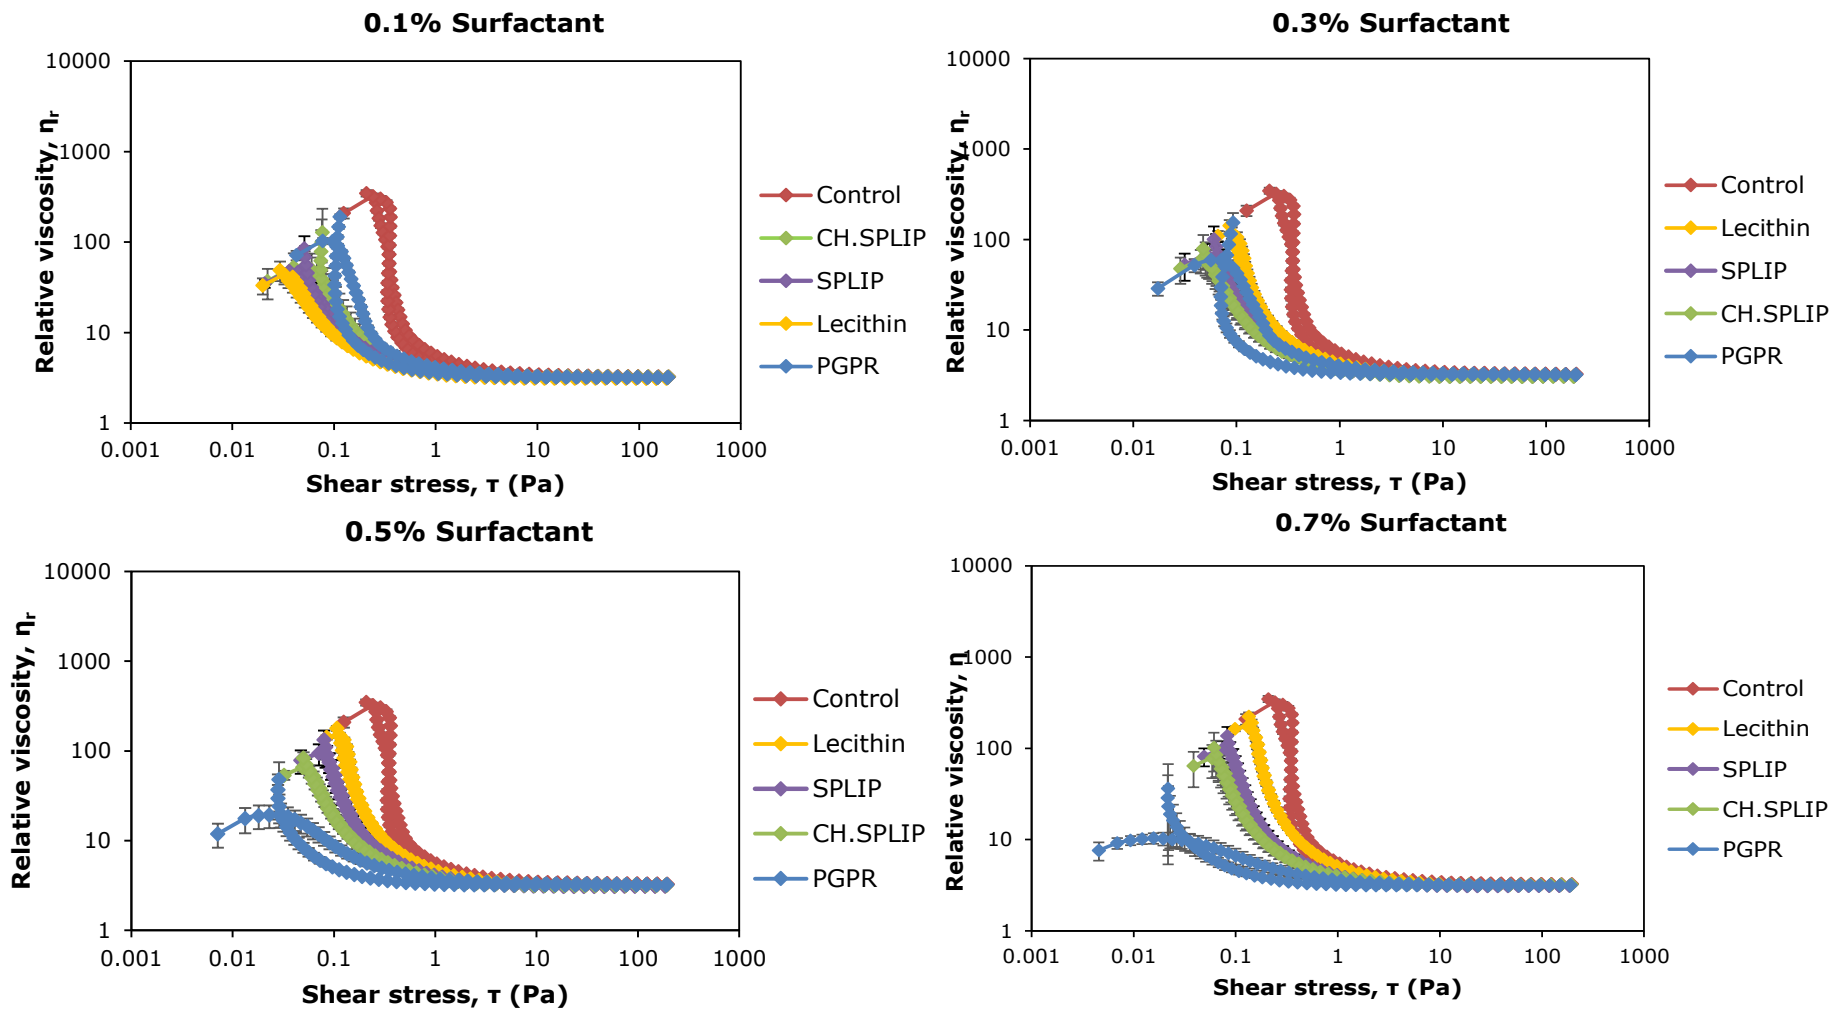 0.1% Surfactant
Relative viscosity, ηr
10000
1000
100
10
1
0.001 0.01 0.1 1 10 100 1000
Shear stress, τ (Pa)
Control
CH.SPLIP
SPLIP
Lecithin
PGPR
0.3% Surfactant
Relative viscosity, ηr
10000
1000
100
10
1
0.001 0.01 0.1 1 10 100 1000
Shear stress, τ (Pa)
Control
Lecithin
SPLIP
CH.SPLIP
PGPR
0.5% Surfactant
Relative viscosity, ηr
10000
1000
100
10
1
0.001 0.01 0.1 1 10 100 1000
Shear stress, τ (Pa)
Control
Lecithin
SPLIP
CH.SPLIP
PGPR
0.7% Surfactant
Relative viscosity, η
10000
1000
100
10
1
0.001 0.01 0.1 1 10 100 1000
Shear stress, τ (Pa)
Control
Lecithin
SPLIP
CH.SPLIP
PGPR